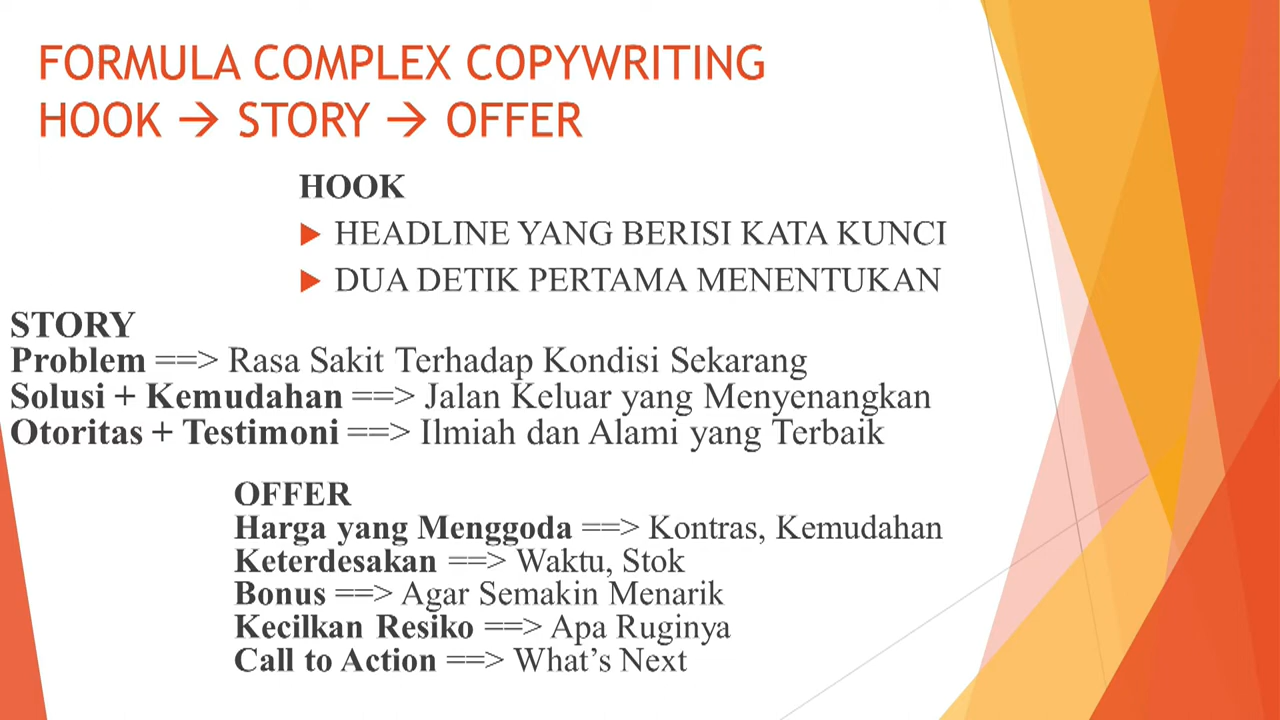 FORMULA COMPLEX COPYWRITING
HOOK → STORY → OFFER
HOOK
HEADLINE YANG BERISI KATA KUNCI
DUA DETIK PERTAMA MENENTUKAN
STORY
Problem ==> Rasa Sakit Terhadap Kondisi Sekarang
Solusi + Kemudahan ==> Jalan Keluar yang Menyenangkan
Otoritas + Testimoni ==> Ilmiah dan Alami yang Terbaik
OFFER
Harga yang Menggoda ==> Kontras, Kemudahan
Keterdesakan ==> Waktu, Stok
Bonus ==> Agar Semakin Menarik
Kecilkan Resiko ==> Apa Ruginya
Call to Action ==> What’s Next